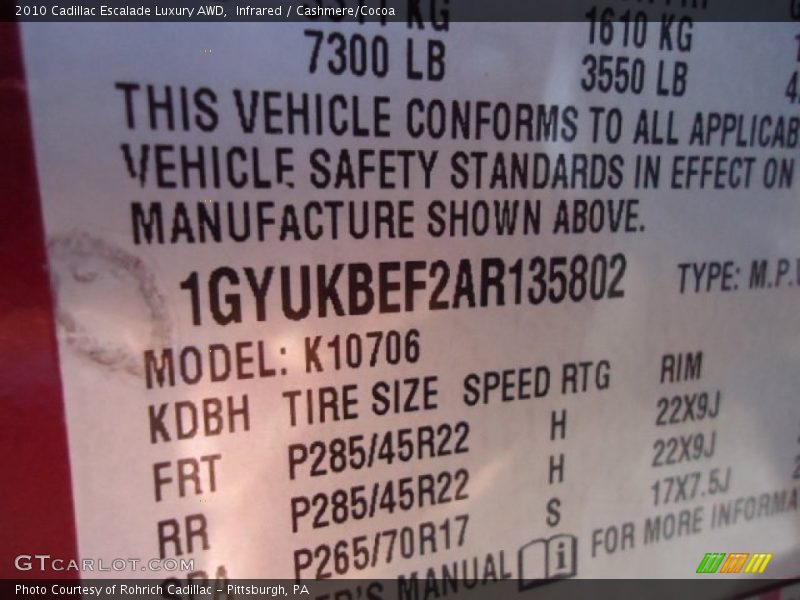 2010 Cadillac Escalade Luxury AWD, Infrared / Cashmere/Cocoa
KG 1610 KG
7300 LB 3550 LB
THIS VEHICLE CONFORMS TO ALL APPLICAB
VEHICLE SAFETY STANDARDS IN EFFECT ON
MANUFACTURE SHOWN ABOVE.
1GYUKBEF2AR135802 TYPE: M.P.
MODEL: K10706
KDBH TIRE SIZE SPEED RTG RIM
FRT P285/45R22 H 22X9J
RR P285/45R22 H 22X9J
P265/70R17 S 17X7.5J
MANUAL i FOR MORE INFORMA
GTCARLOT.COM
Photo Courtesy of Rohrich Cadillac - Pittsburgh, PA